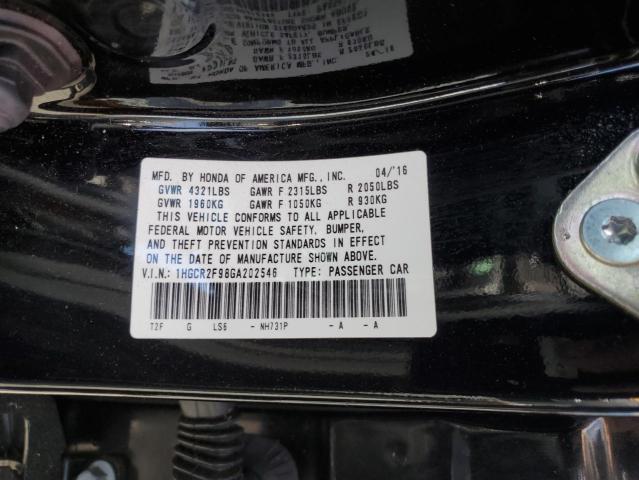 MFD. BY HONDA OF AMERICA MFG., INC. 04/'16
GVWR 4321LBS GAWR F 2315LBS R 2050LBS
GVWR 1960KG GAWR F 1050KG R 930KG
THIS VEHICLE CONFORMS TO ALL APPLICABLE
FEDERAL MOTOR VEHICLE SAFETY, BUMPER,
AND THEFT PREVENTION STANDARDS IN EFFECT
ON THE DATE OF MANUFACTURE SHOWN ABOVE.
V.I.N.: 1HGCR2F98GA202546 TYPE: PASSENGER CAR
T2F G LS6 - NH731P - A - A